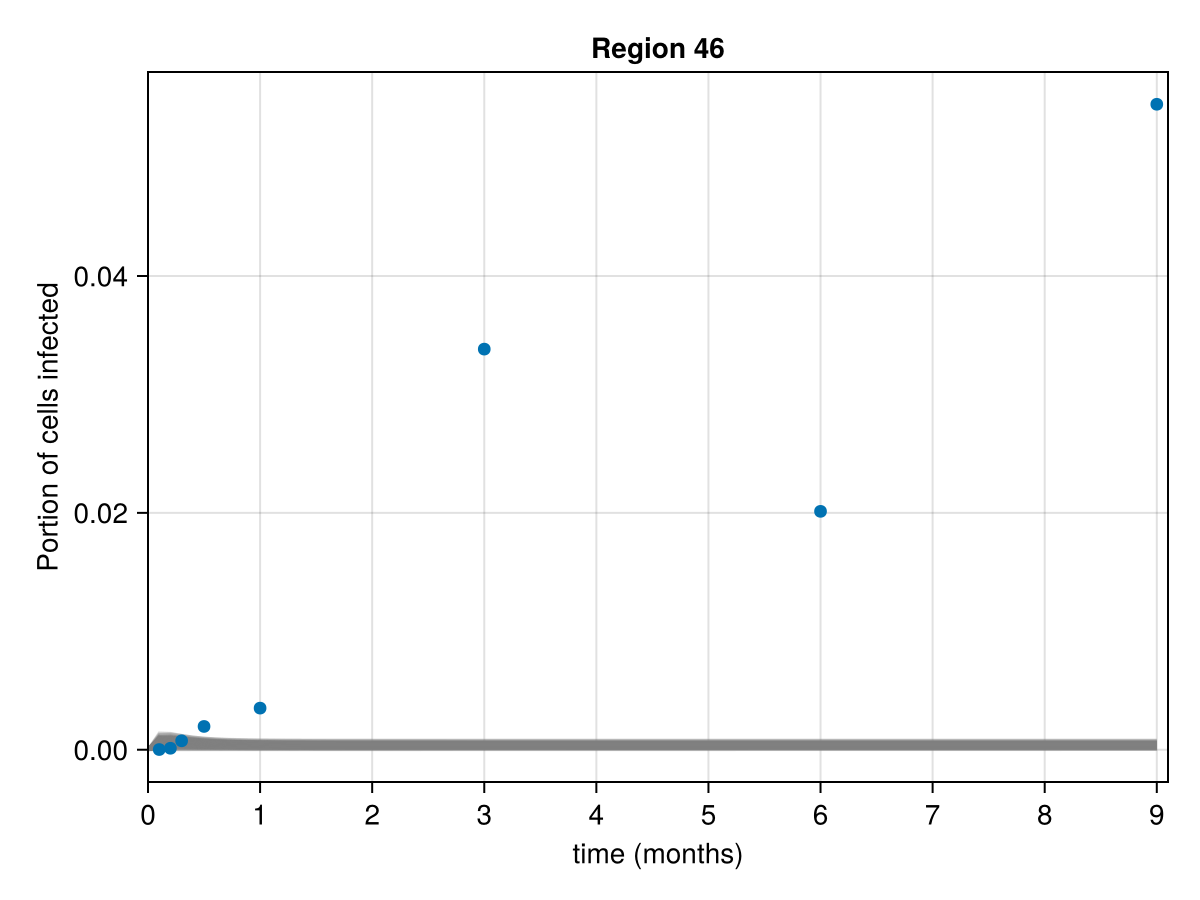 Region 46
Portion of cells infected
0.04
0.02
0.00
0 1 2 3 4 5 6 7 8 9
time (months)